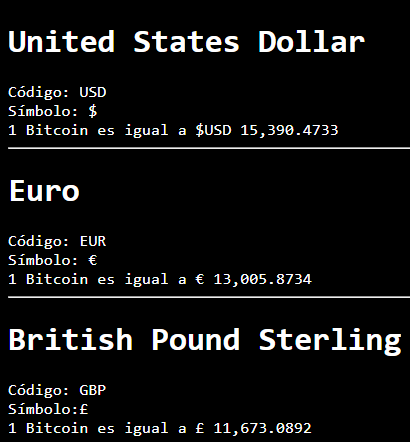 United States Dollar
Código: USD
Símbolo: $
1 Bitcoin es igual a $USD 15,390.4733
Euro
Código: EUR
Símbolo: €
1 Bitcoin es igual a € 13,005.8734
British Pound Sterling
Código: GBP
Símbolo:£
1 Bitcoin es igual a £ 11,673.0892